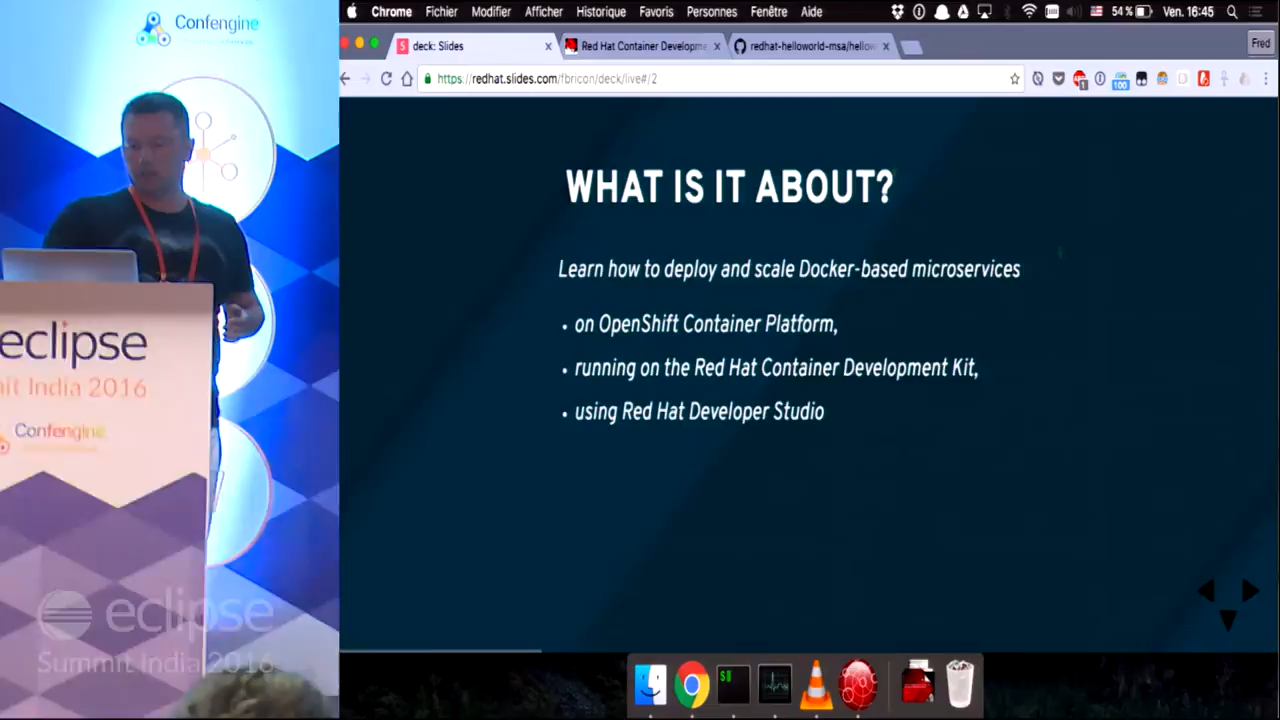 Confengine
eclipse
it India 2016
Confengine
eclipse
Summit India 2016
Chrome Fichier Modifier Afficher Historique Favoris Personnes Fenêtre Aide
54 % Ven. 16:45
deck: Slides
Red Hat Container Developme
redhat-helloworld-msa/hellow
Fred
https://redhat.slides.com/fbricon/deck/live#/2
1
100
WHAT IS IT ABOUT?
Learn how to deploy and scale Docker-based microservices
• on OpenShift Container Platform,
• running on the Red Hat Container Development Kit,
• using Red Hat Developer Studio